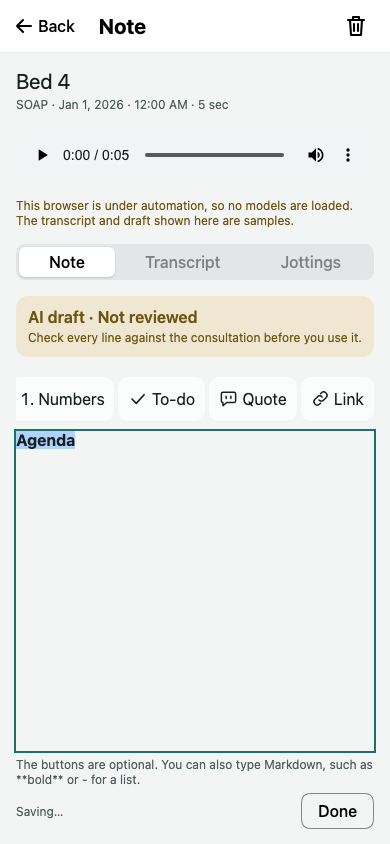 Back Note
Bed 4
SOAP · Jan 1, 2026 · 12:00 AM · 5 sec
0:00 / 0:05
This browser is under automation, so no models are loaded.
The transcript and draft shown here are samples.
Note Transcript Jottings
AI draft · Not reviewed
Check every line against the consultation before you use it.
1. Numbers To-do Quote Link
Agenda
The buttons are optional. You can also type Markdown, such as
**bold** or - for a list.
Saving... Done